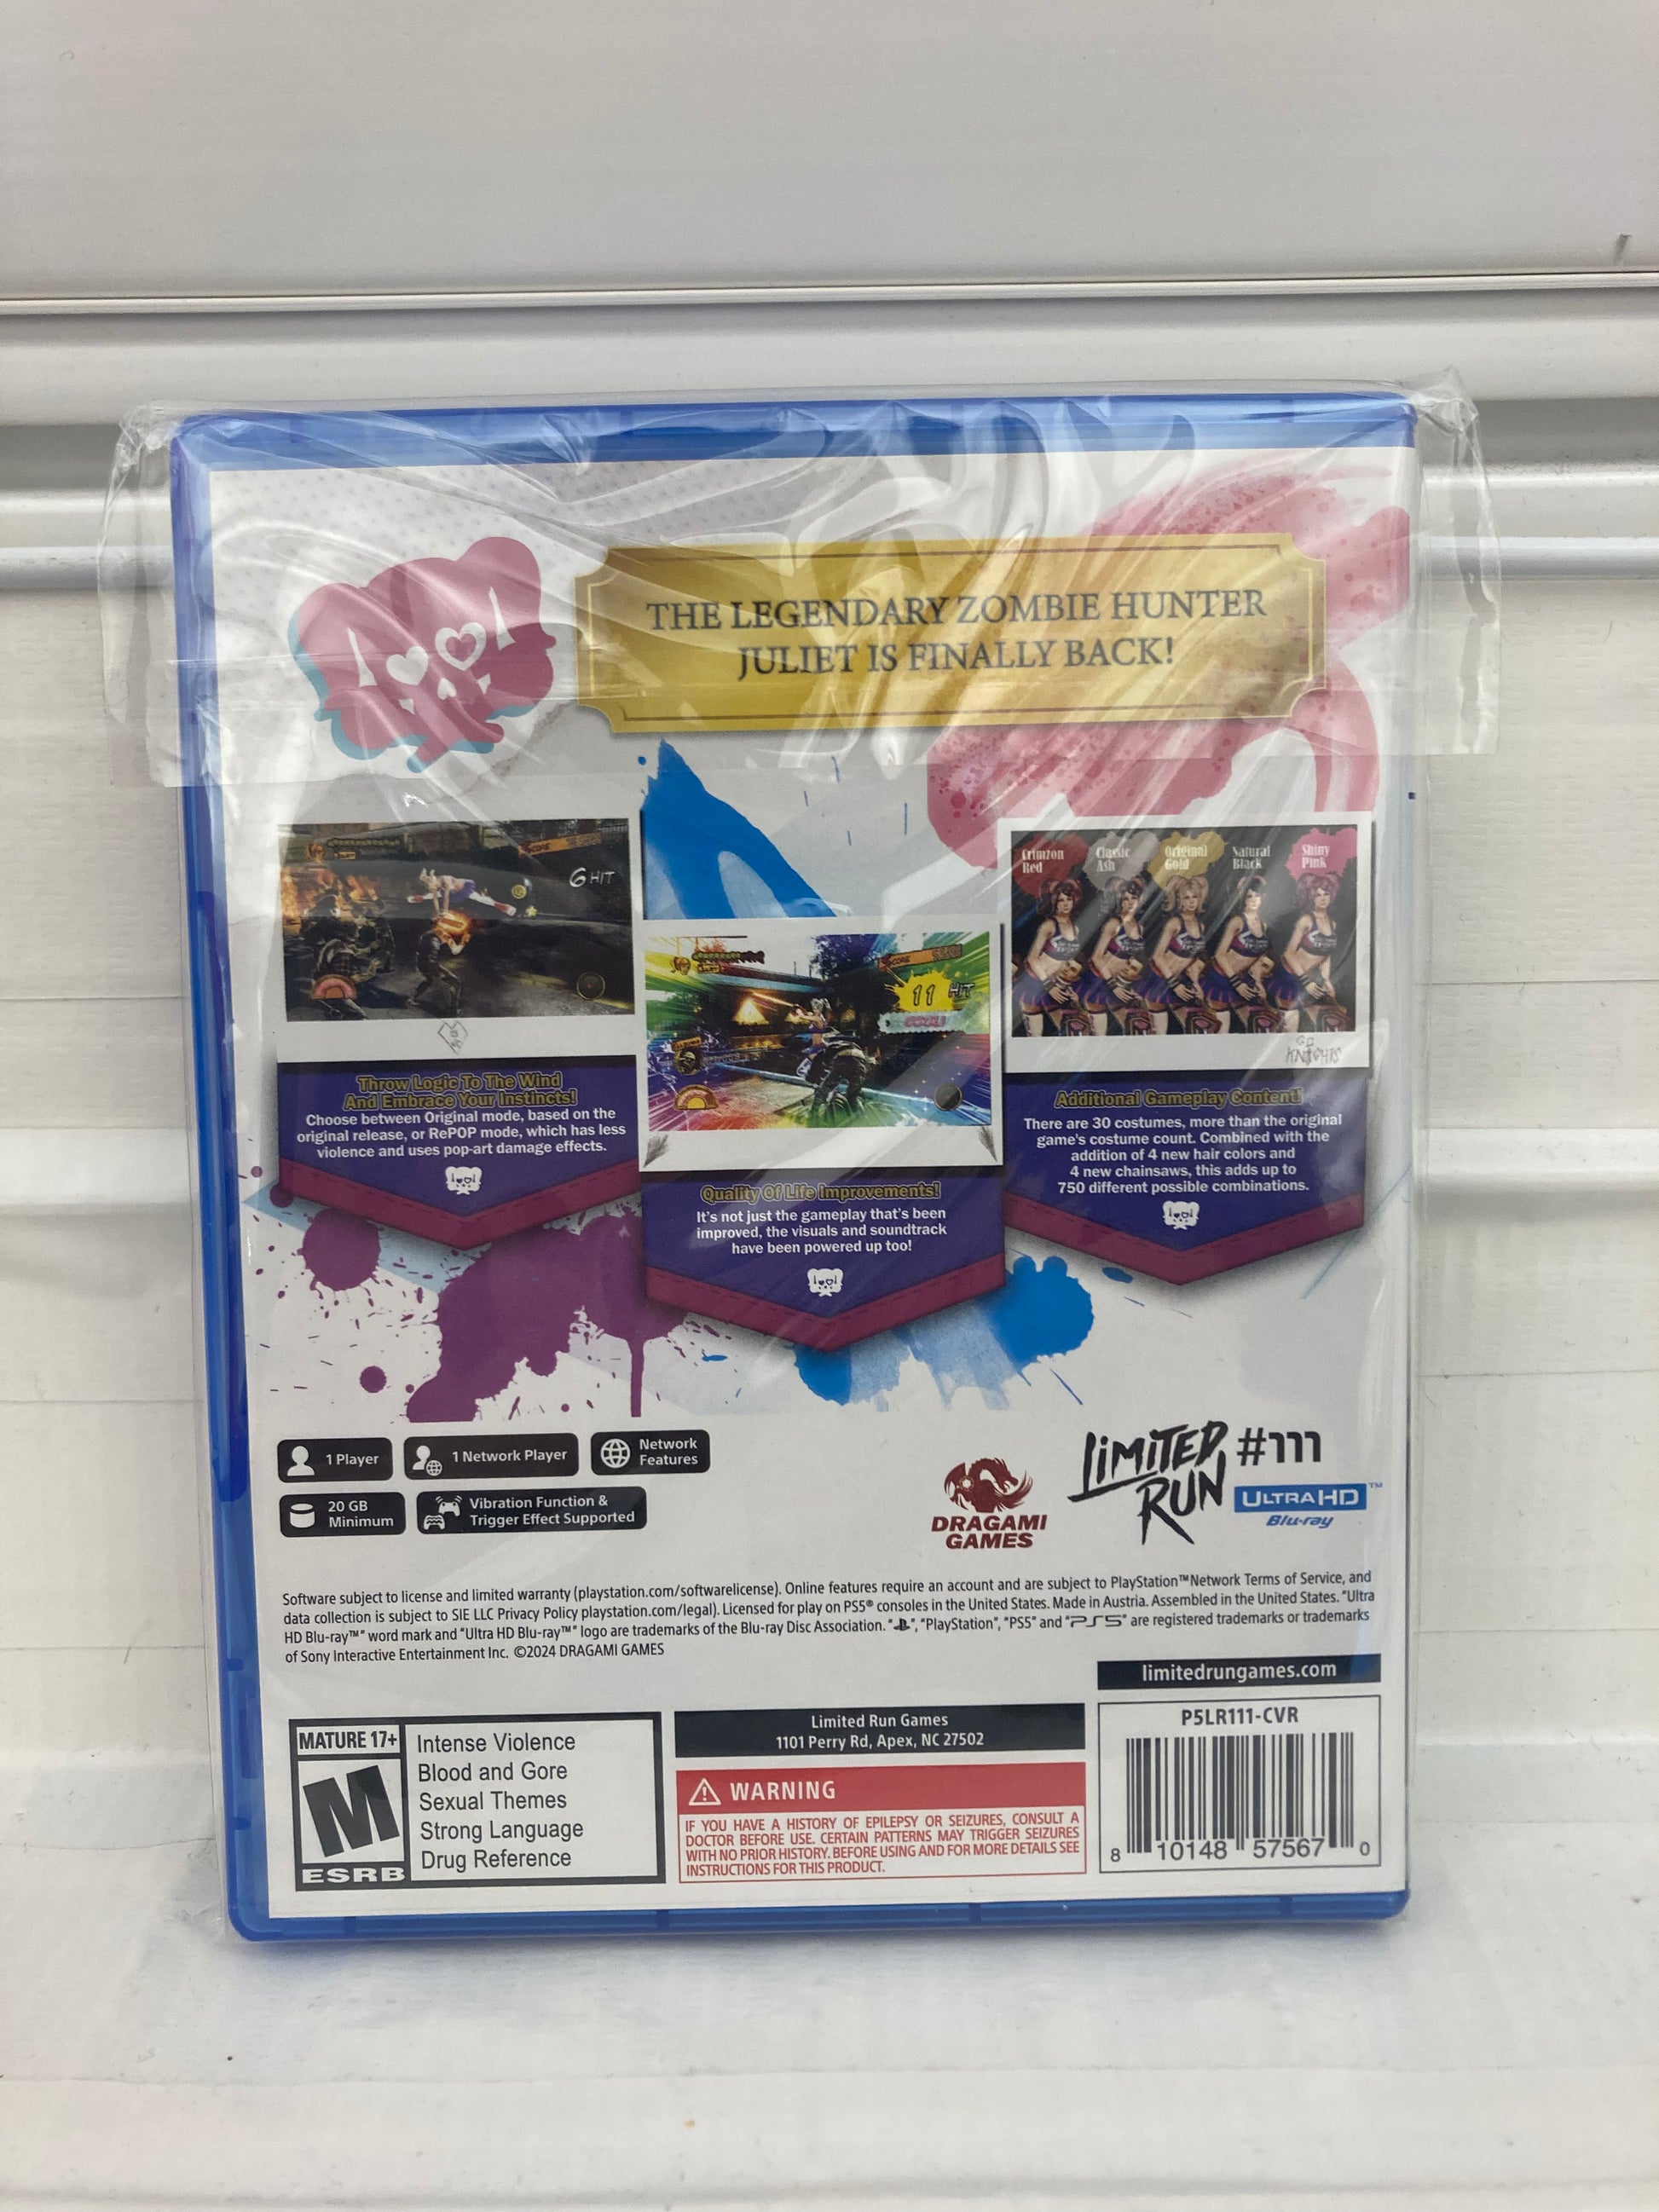 THE LEGENDARY ZOMBIE HUNTER
JULIET IS FINALLY BACK!
6 HIT
SCORE
11 HIT
Crimzon Red
Classic Ash
Original Gold
Natural Black
Shiny Pink
GO KNIGHTS
Throw Logic To The Wind
And Embrace Your Instincts!
Choose between Original mode, based on the
original release, or RePOP mode, which has less
violence and uses pop-art damage effects.
Quality Of Life Improvements!
It's not just the gameplay that's been
improved, the visuals and soundtrack
have been powered up too!
Additional Gameplay Content!
There are 30 costumes, more than the original
game's costume count. Combined with the
addition of 4 new hair colors and
4 new chainsaws, this adds up to
750 different possible combinations.
1 Player
1 Network Player
Network
Features
20 GB
Minimum
Vibration Function &
Trigger Effect Supported
DRAGAMI
GAMES
LIMITED
RUN
#111
ULTRA HD™
Blu-ray
Software subject to license and limited warranty (playstation.com/softwarelicense). Online features require an account and are subject to PlayStation™Network Terms of Service, and
data collection is subject to SIE LLC Privacy Policy playstation.com/legal). Licensed for play on PS5® consoles in the United States. Made in Austria. Assembled in the United States. "Ultra
HD Blu-ray™" word mark and "Ultra HD Blu-ray™" logo are trademarks of the Blu-ray Disc Association. "PS", "PlayStation", "PS5" and "PS5" are registered trademarks or trademarks
of Sony Interactive Entertainment Inc. ©2024 DRAGAMI GAMES
limitedrungames.com
MATURE 17+
M
ESRB
Intense Violence
Blood and Gore
Sexual Themes
Strong Language
Drug Reference
Limited Run Games
1101 Perry Rd, Apex, NC 27502
WARNING
IF YOU HAVE A HISTORY OF EPILEPSY OR SEIZURES, CONSULT A
DOCTOR BEFORE USE. CERTAIN PATTERNS MAY TRIGGER SEIZURES
WITH NO PRIOR HISTORY. BEFORE USING AND FOR MORE DETAILS SEE
INSTRUCTIONS FOR THIS PRODUCT.
P5LR111-CVR
8 10148 57567 0